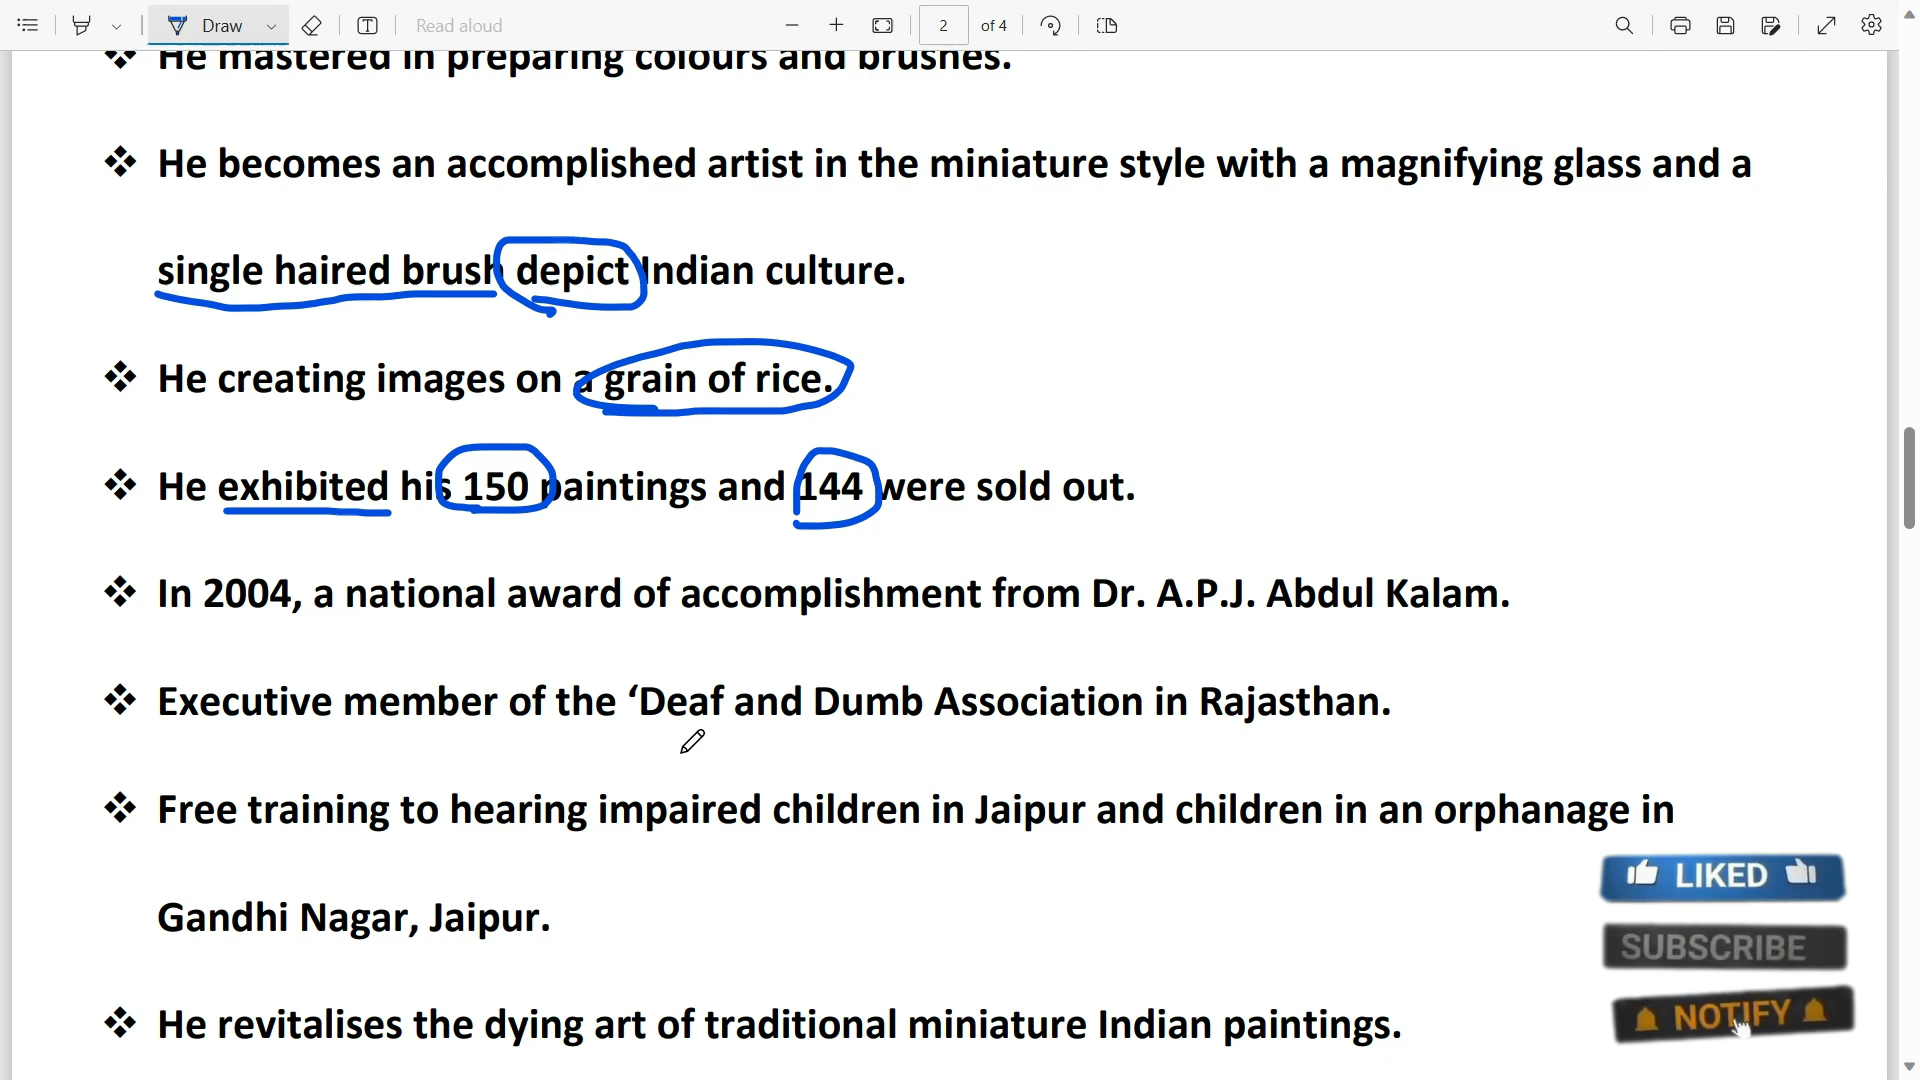 Draw
Read aloud
2 of 4
He mastered in preparing colours and brushes.
He becomes an accomplished artist in the miniature style with a magnifying glass and a
single haired brush depict Indian culture.
He creating images on a grain of rice.
He exhibited his 150 paintings and 144 were sold out.
In 2004, a national award of accomplishment from Dr. A.P.J. Abdul Kalam.
Executive member of the ‘Deaf and Dumb Association in Rajasthan.
Free training to hearing impaired children in Jaipur and children in an orphanage in
Gandhi Nagar, Jaipur.
LIKED
SUBSCRIBE
NOTIFY
He revitalises the dying art of traditional miniature Indian paintings.